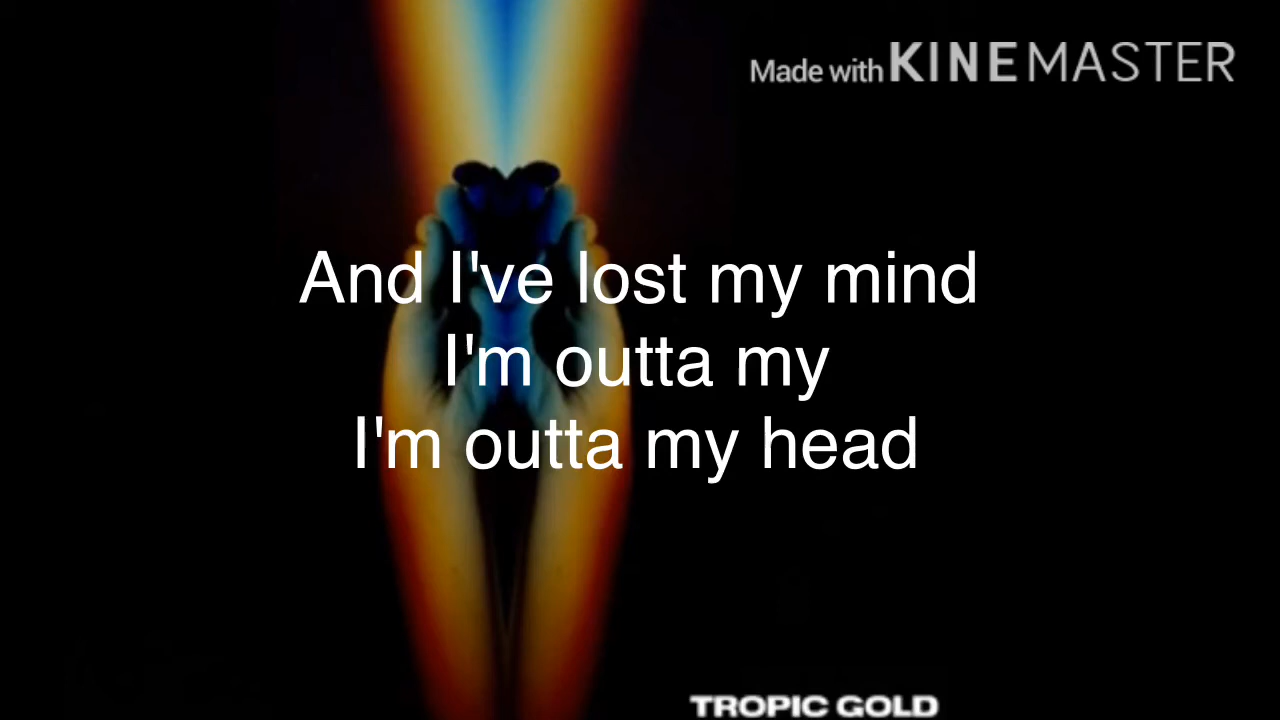 Made with KINEMASTER
And I've lost my mind
I'm outta my
I'm outta my head
TROPIC GOLD